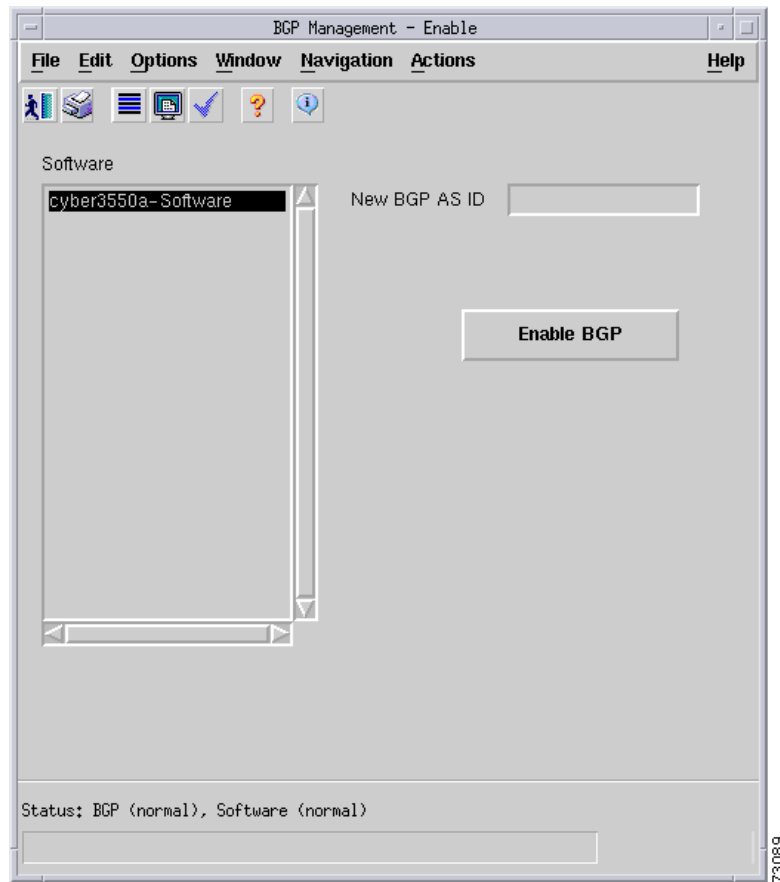 BGP Management - Enable
File Edit Options Window Navigation Actions Help
Software
cyber3550a-Software
New BGP AS ID
Enable BGP
Status: BGP (normal), Software (normal)
73089